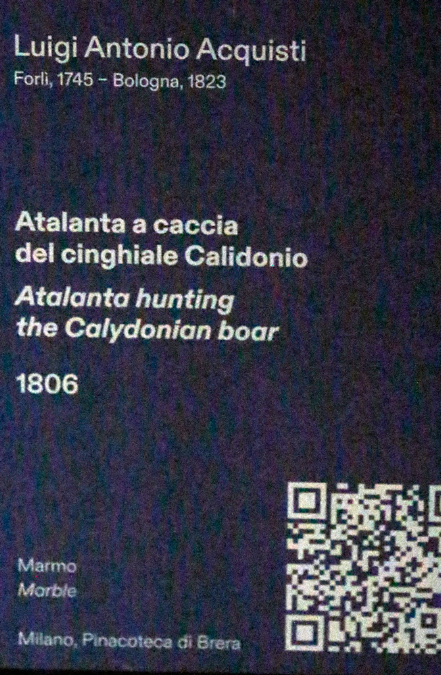 Luigi Antonio Acquisti
Forlì, 1745 – Bologna, 1823
Atalanta a caccia
del cinghiale Calidonio
Atalanta hunting
the Calydonian boar
1806
Marmo
Marble
Milano, Pinacoteca di Brera